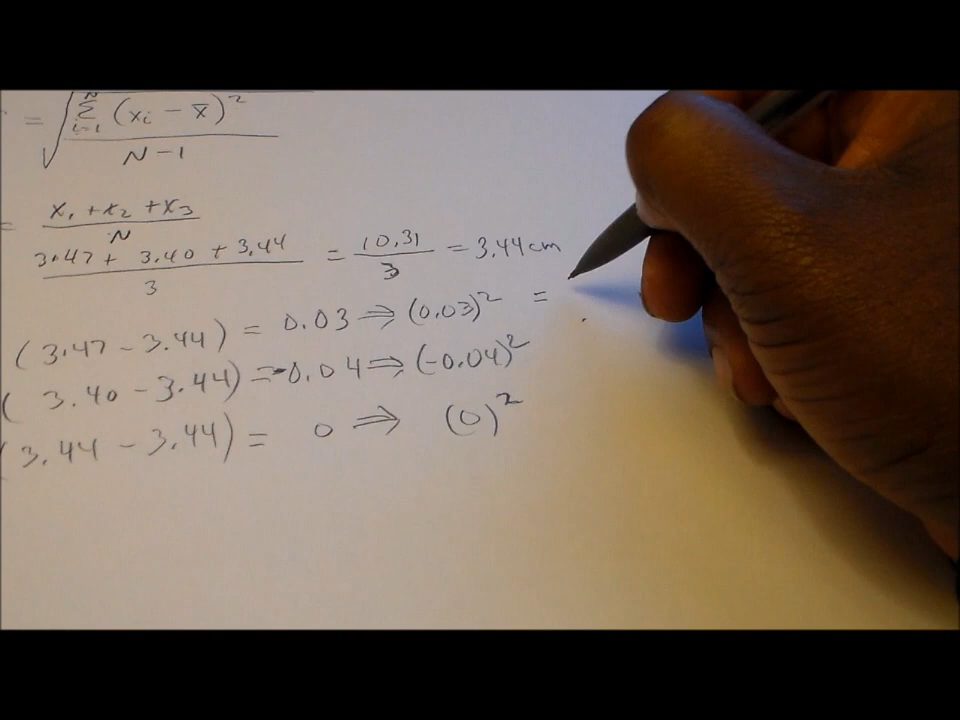 = √ Σ i=1 N (xi − x̄)²
N − 1
= x₁ + x₂ + x₃
N
3.47 + 3.40 + 3.44 = 10.31 = 3.44 cm
3 3
(3.47 − 3.44) = 0.03 ⇒ (0.03)² =
(3.40 − 3.44) = -0.04 ⇒ (-0.04)²
(3.44 − 3.44) = 0 ⇒ (0)²